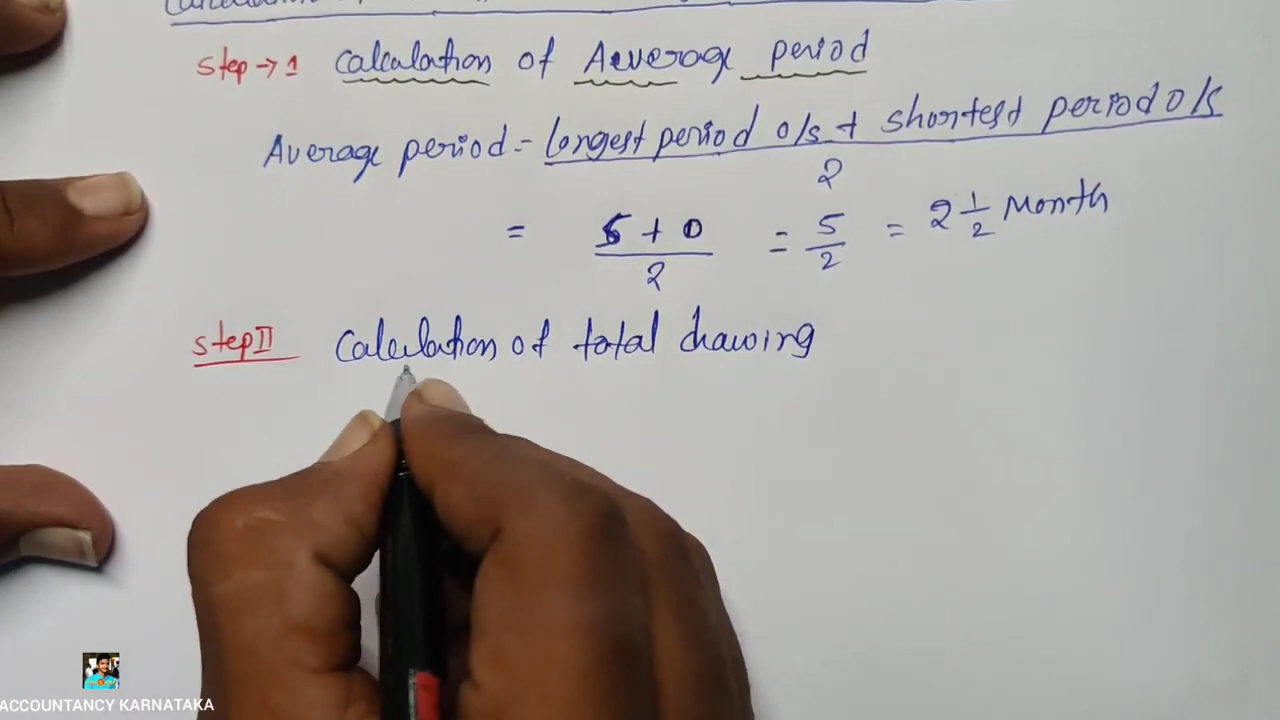 Step → 1 Calculation of Average period
Average period = longest period o/s + shortest period o/s
2
= 5 + 0 = 5 = 2 1/2 Month
2 2
step II Calculation of total drawing
ACCOUNTANCY KARNATAKA